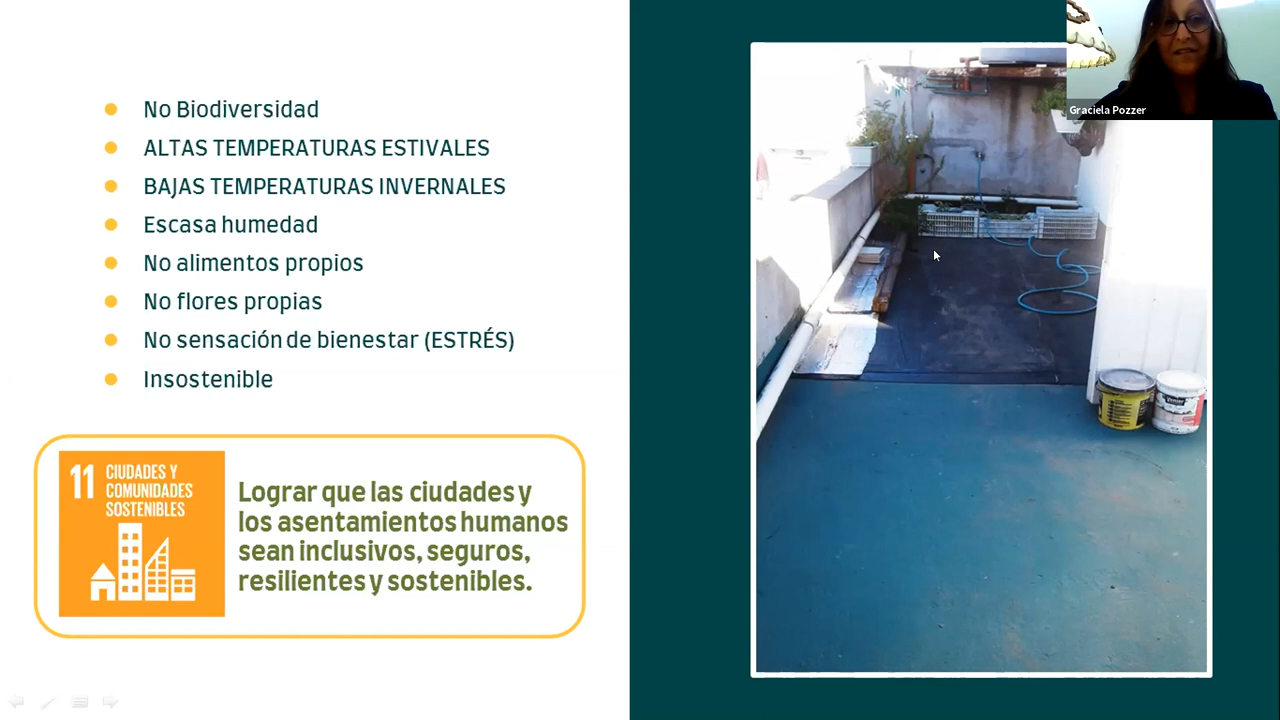 No Biodiversidad
ALTAS TEMPERATURAS ESTIVALES
BAJAS TEMPERATURAS INVERNALES
Escasa humedad
No alimentos propios
No flores propias
No sensación de bienestar (ESTRÉS)
Insostenible
11 CIUDADES Y
COMUNIDADES
SOSTENIBLES
Lograr que las ciudades y
los asentamientos humanos
sean inclusivos, seguros,
resilientes y sostenibles.
Graciela Pozzer
Venier